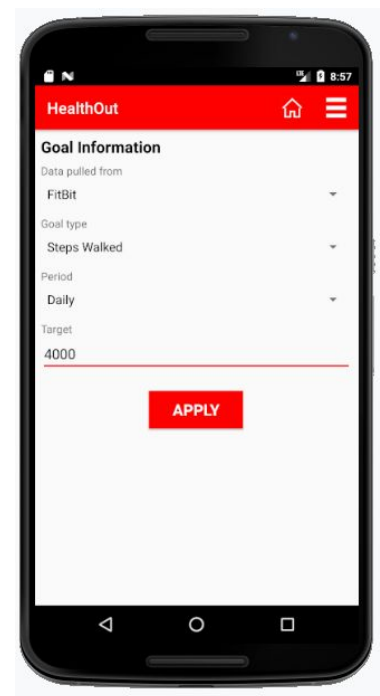 8:57
HealthOut
Goal Information
Data pulled from
FitBit
Goal type
Steps Walked
Period
Daily
Target
4000
APPLY